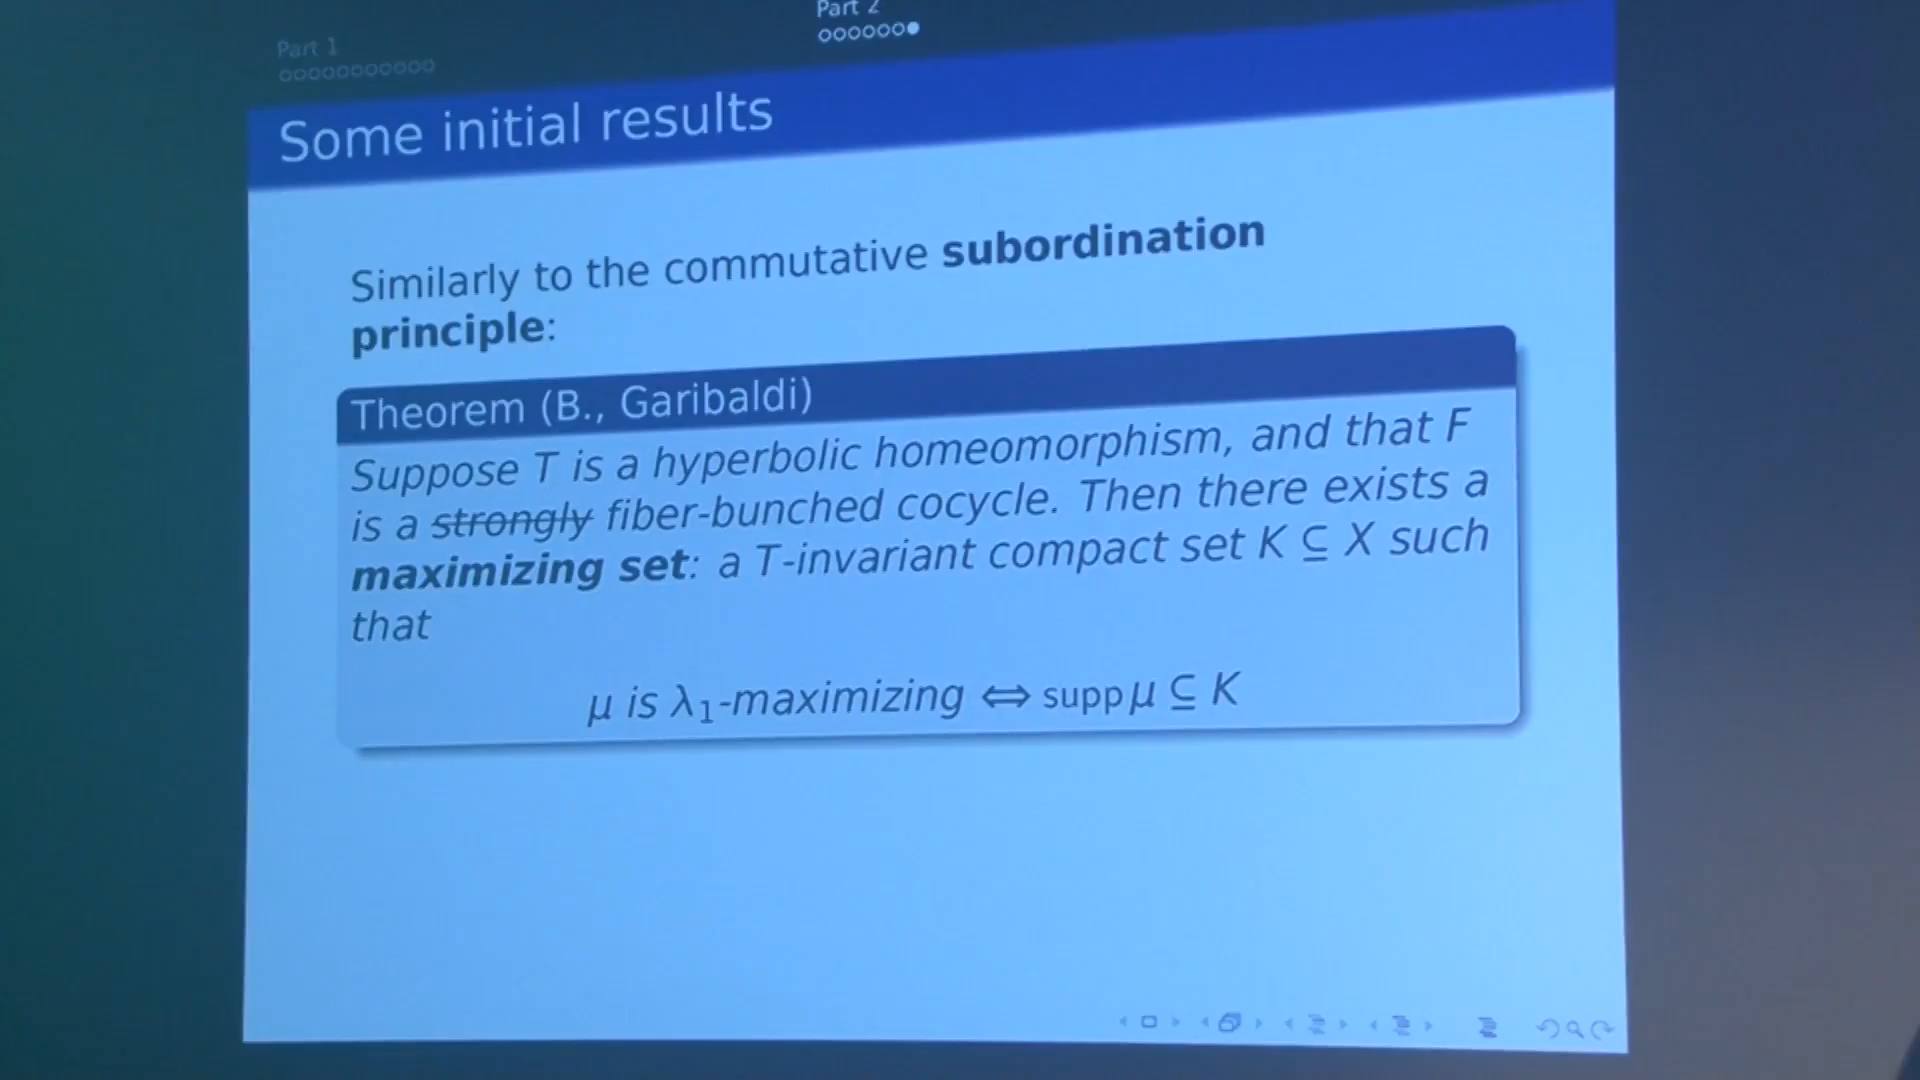 Part 1
Part 2
Some initial results
Similarly to the commutative subordination
principle:
Theorem (B., Garibaldi)
Suppose T is a hyperbolic homeomorphism, and that F
is a strongly fiber-bunched cocycle. Then there exists a
maximizing set: a T-invariant compact set K ⊆ X such
that
μ is λ₁-maximizing ⇔ supp μ ⊆ K